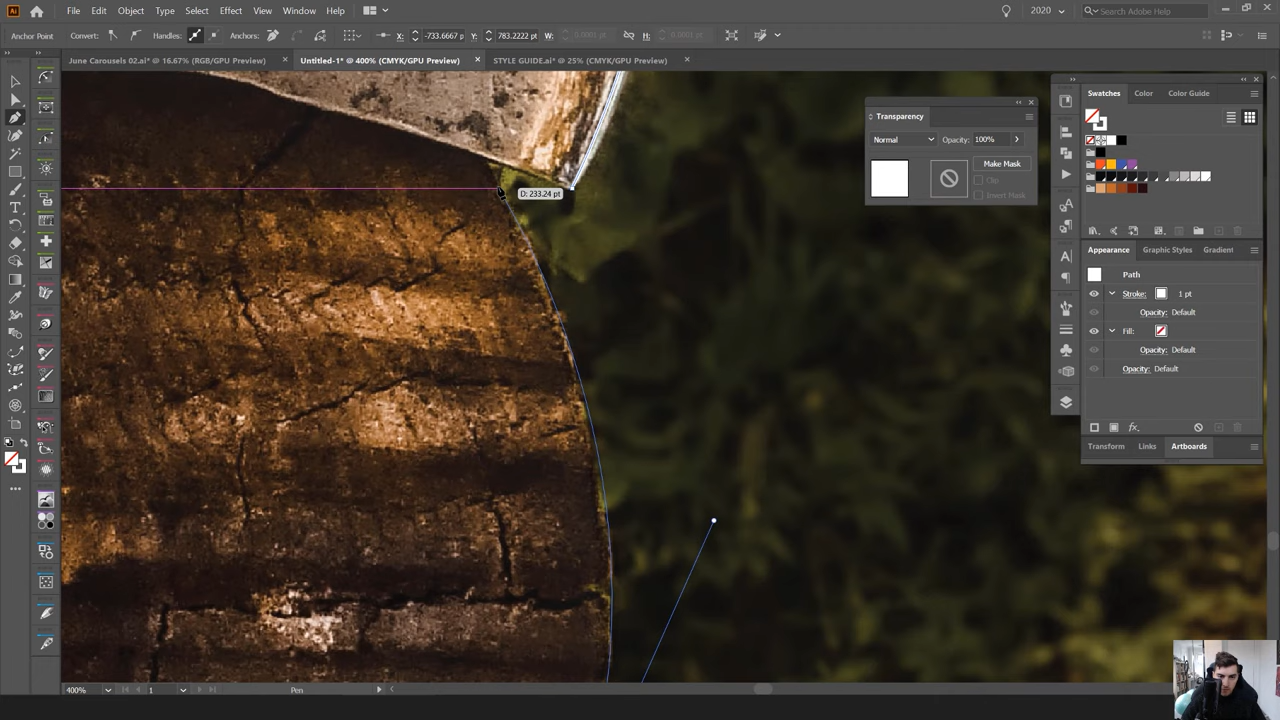 Ai File Edit Object Type Select Effect View Window Help 2020 Search Adobe Help
Anchor Point Convert: Handles: Anchors: X: -733.6667 p Y: 783.2222 pt W: 0.0001 pt H: 0.0001 pt
June Carousels 02.ai* @ 16.67% (RGB/GPU Preview) × Untitled-1* @ 400% (CMYK/GPU Preview) × STYLE GUIDE.ai* @ 25% (CMYK/GPU Preview) ×
Swatches Color Color Guide
Transparency
Normal Opacity: 100%
Make Mask
Clip
Invert Mask
D: 233.24 pt
Appearance Graphic Styles Gradient
Path
Stroke: 1 pt
Opacity: Default
Fill:
Opacity: Default
Opacity: Default
fx.
Transform Links Artboards
400% 1 Pen